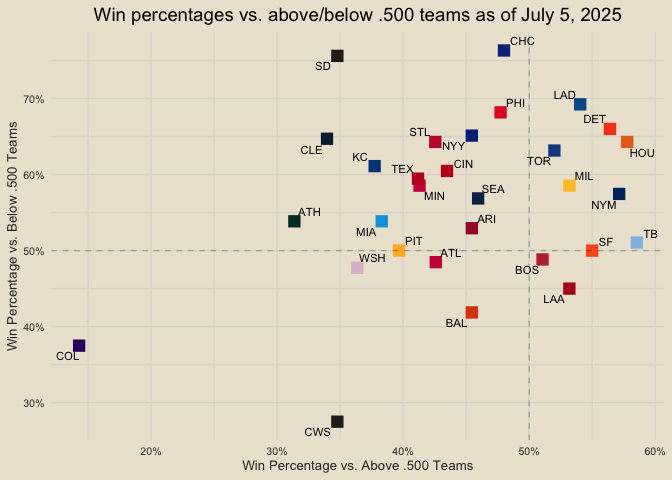 Win percentages vs. above/below .500 teams as of July 5, 2025
CHC
SD
LAD
PHI
DET
STL
NYY
HOU
CLE
TOR
KC
TEX
CIN
MIL
MIN
SEA
NYM
ATH
MIA
ARI
PIT
SF
TB
WSH
ATL
BOS
LAA
BAL
COL
CWS
70%
60%
50%
40%
30%
Win Percentage vs. Below .500 Teams
20%
30%
40%
50%
60%
Win Percentage vs. Above .500 Teams